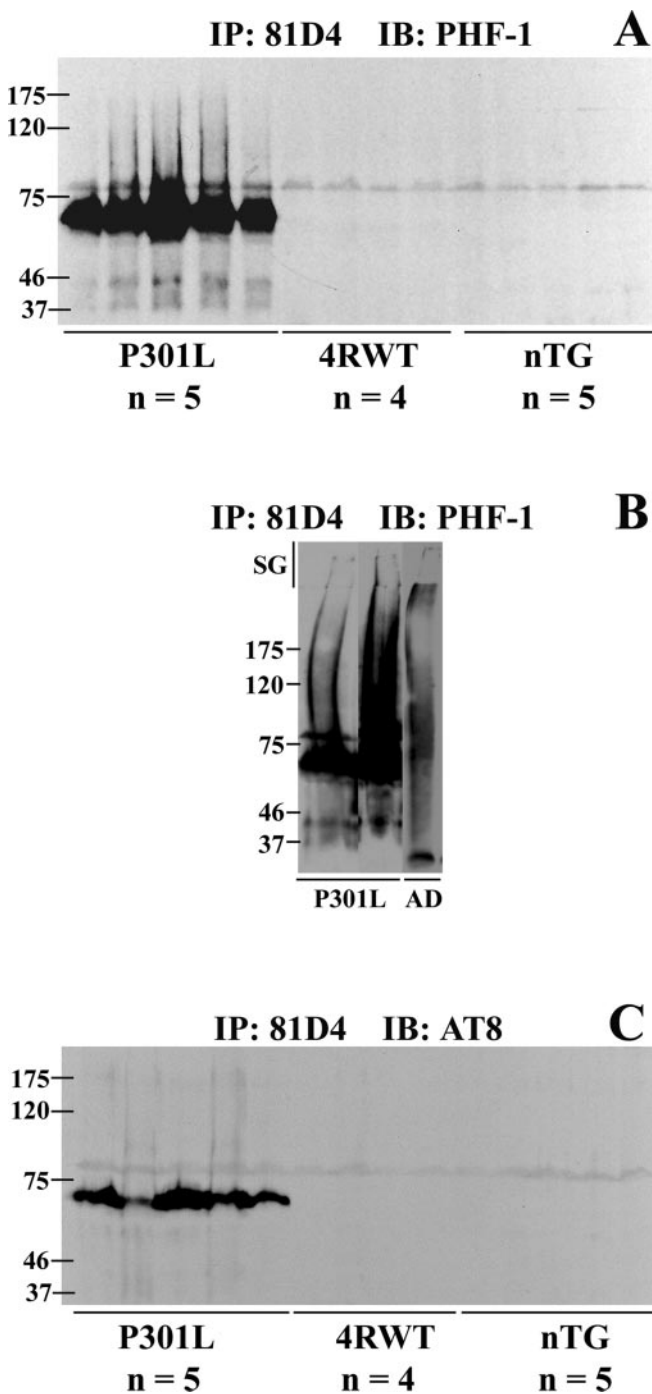 IP: 81D4 IB: PHF-1 A
175
120
75
46
37
P301L 4RWT nTG
n = 5 n = 4 n = 5
IP: 81D4 IB: PHF-1 B
SG
175
120
75
46
37
P301L AD
IP: 81D4 IB: AT8 C
175
120
75
46
37
P301L 4RWT nTG
n = 5 n = 4 n = 5